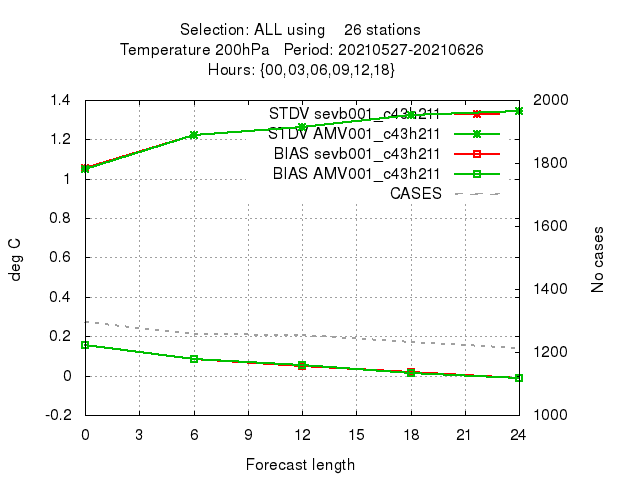 Selection: ALL using 26 stations
Temperature 200hPa Period: 20210527-20210626
Hours: {00,03,06,09,12,18}
STDV sevb001_c43h211
STDV AMV001_c43h211
BIAS sevb001_c43h211
BIAS AMV001_c43h211
CASES
1.4
1.2
1
0.8
0.6
0.4
0.2
0
-0.2
deg C
2000
1800
1600
1400
1200
1000
No cases
0 3 6 9 12 15 18 21 24
Forecast length